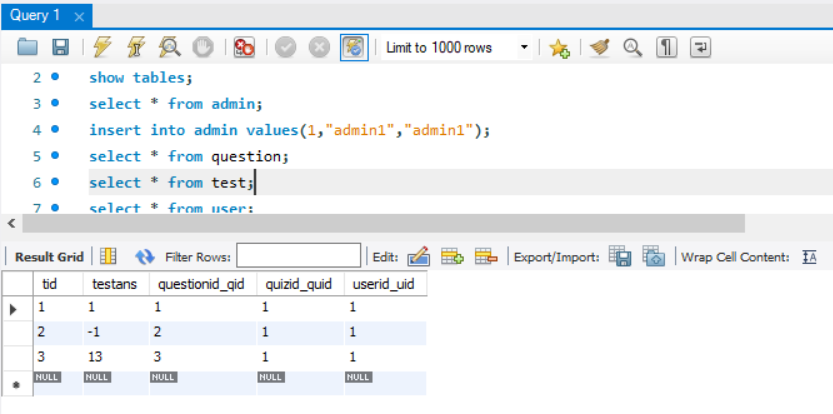 Query 1
Limit to 1000 rows
2 show tables;
3 select * from admin;
4 insert into admin values(1,"admin1","admin1");
5 select * from question;
6 select * from test;
7 select * from user;
Result Grid Filter Rows: Edit: Export/Import: Wrap Cell Content: IA
tid testans questionid_qid quizid_quid userid_uid
1 1 1 1 1
2 -1 2 1 1
3 13 3 1 1
NULL NULL NULL NULL NULL